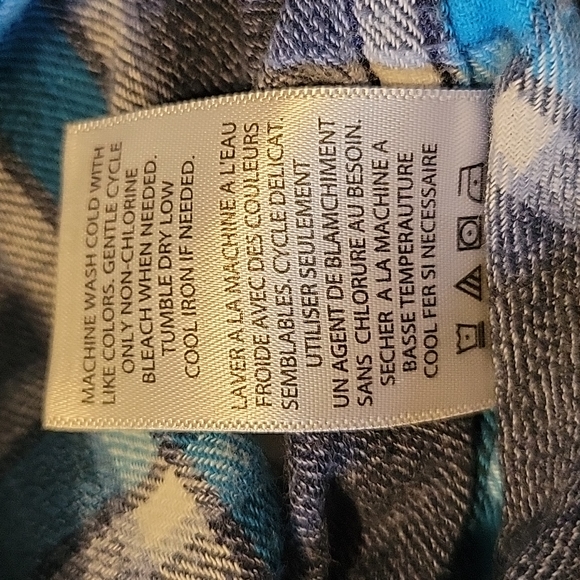 MACHINE WASH COLD WITH
LIKE COLORS. GENTLE CYCLE
ONLY NON-CHLORINE
BLEACH WHEN NEEDED.
TUMBLE DRY LOW
COOL IRON IF NEEDED.
LAVER A LA MACHINE A L'EAU
FROIDE AVEC DES COULEURS
SEMBLABLES. CYCLE DELICAT.
UTILISER SEULEMENT
UN AGENT DE BLAMCHIMENT
SANS CHLORURE AU BESOIN.
SECHER A LA MACHINE A
BASSE TEMPERAUTURE
COOL FER SI NECESSAIRE